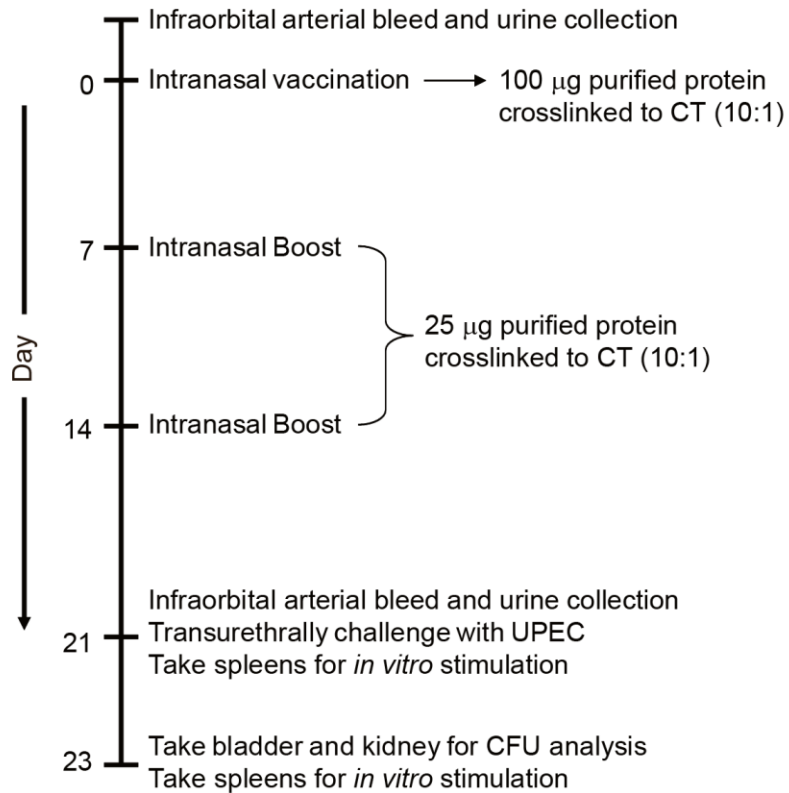 Infraorbital arterial bleed and urine collection
0 Intranasal vaccination 100 μg purified protein
crosslinked to CT (10:1)
7 Intranasal Boost
25 μg purified protein
crosslinked to CT (10:1)
Day
14 Intranasal Boost
Infraorbital arterial bleed and urine collection
21 Transurethrally challenge with UPEC
Take spleens for in vitro stimulation
23 Take bladder and kidney for CFU analysis
Take spleens for in vitro stimulation